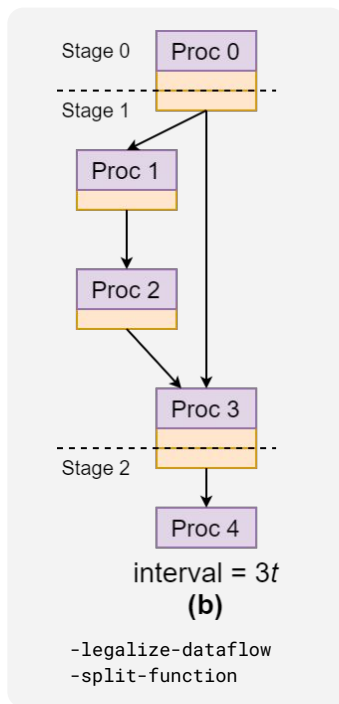 Stage 0
Proc 0
Stage 1
Proc 1
Proc 2
Proc 3
Stage 2
Proc 4
interval = 3t
(b)
-legalize-dataflow
-split-function